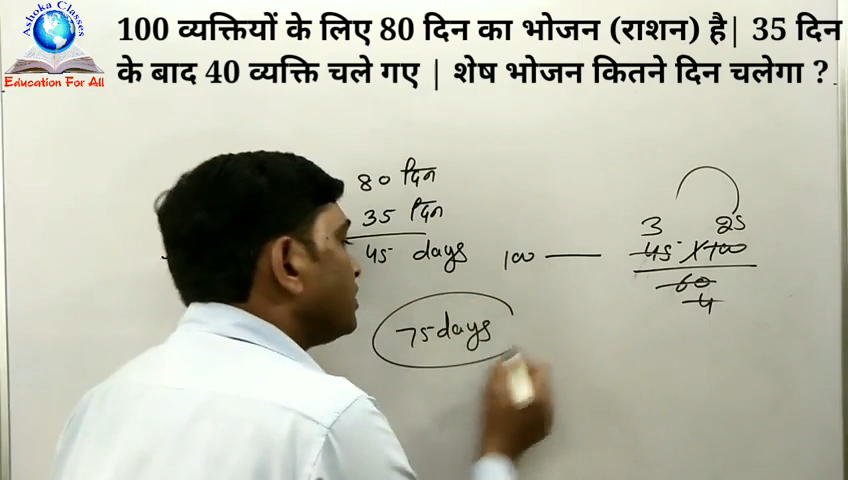 Ashoka Classes
Education For All
100 व्यक्तियों के लिए 80 दिन का भोजन (राशन) है| 35 दिन
के बाद 40 व्यक्ति चले गए | शेष भोजन कितने दिन चलेगा ?
80 दिन
35 दिन
45 days
100 —
3 25
45 × 100
60
4
75 days